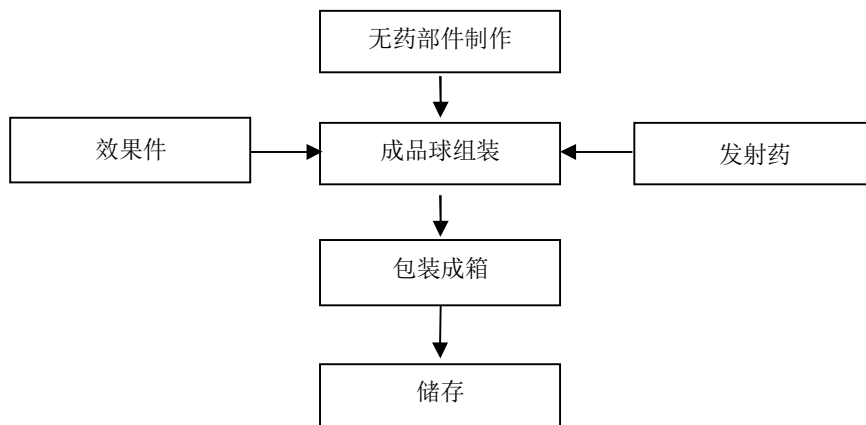 无药部件制作
效果件
成品球组装
发射药
包装成箱
储存